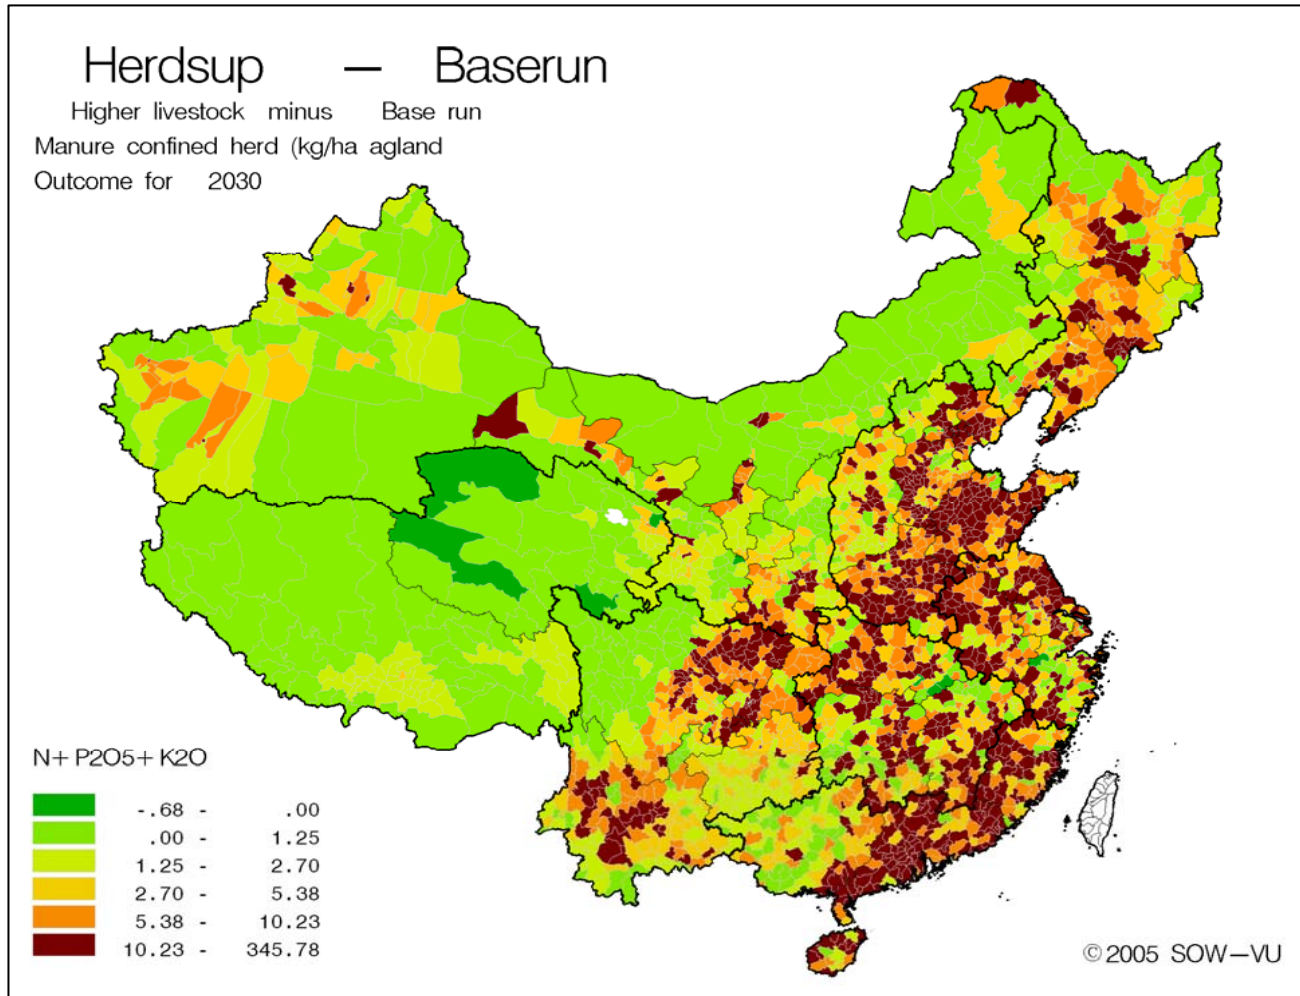 Herdsup — Baserun
Higher livestock minus Base run
Manure confined herd (kg/ha agland
Outcome for 2030
N+ P2O5+ K2O
-.68 - .00
.00 - 1.25
1.25 - 2.70
2.70 - 5.38
5.38 - 10.23
10.23 - 345.78
© 2005 SOW-VU